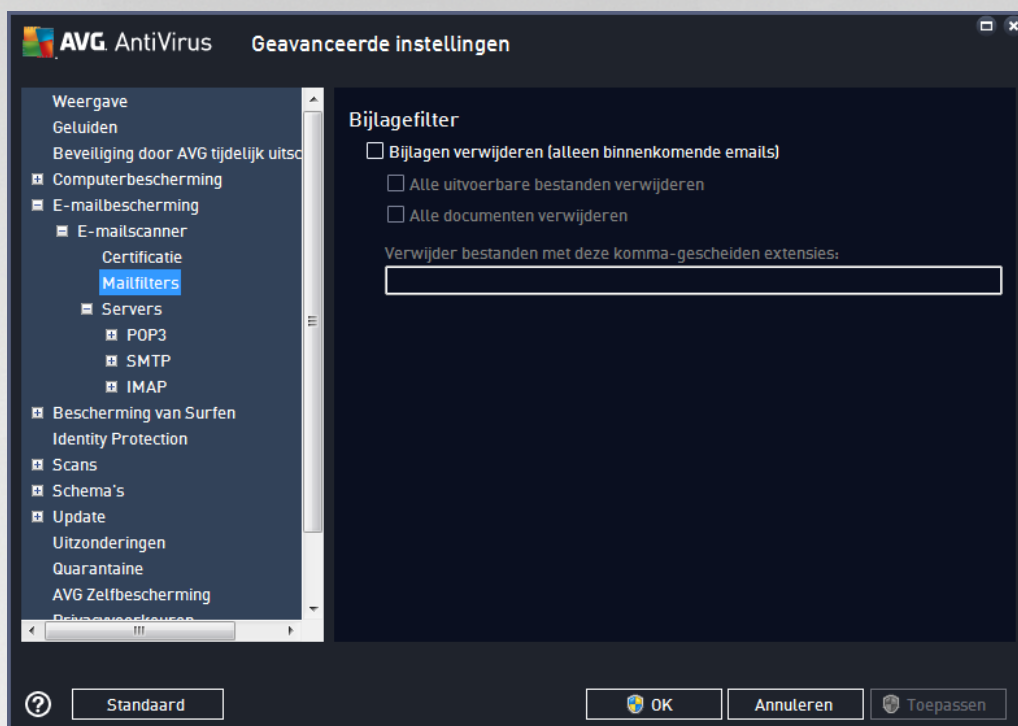 AVG. AntiVirus Geavanceerde instellingen
Weergave
Geluiden
Beveiliging door AVG tijdelijk uitsc
Computerbescherming
E-mailbescherming
E-mailscanner
Certificatie
Mailfilters
Servers
POP3
SMTP
IMAP
Bescherming van Surfen
Identity Protection
Scans
Schema's
Update
Uitzonderingen
Quarantaine
AVG Zelfbescherming
Privacyvoorkeuren
Bijlagefilter
Bijlagen verwijderen (alleen binnenkomende emails)
Alle uitvoerbare bestanden verwijderen
Alle documenten verwijderen
Verwijder bestanden met deze komma-gescheiden extensies:
? Standaard OK Annuleren Toepassen